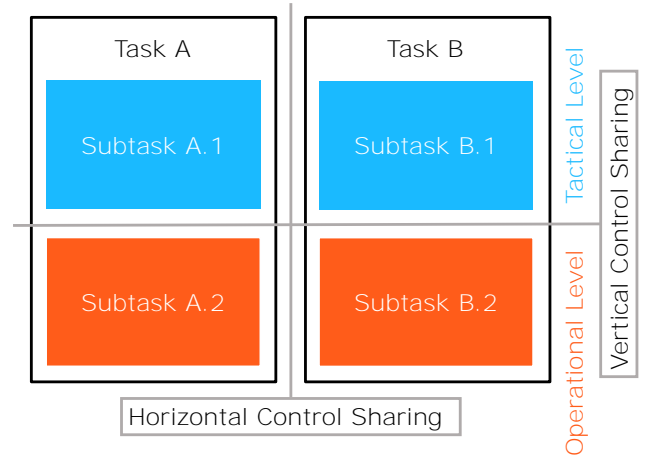 Task A
Task B
Subtask A.1
Subtask B.1
Subtask A.2
Subtask B.2
Tactical Level
Operational Level
Vertical Control Sharing
Horizontal Control Sharing